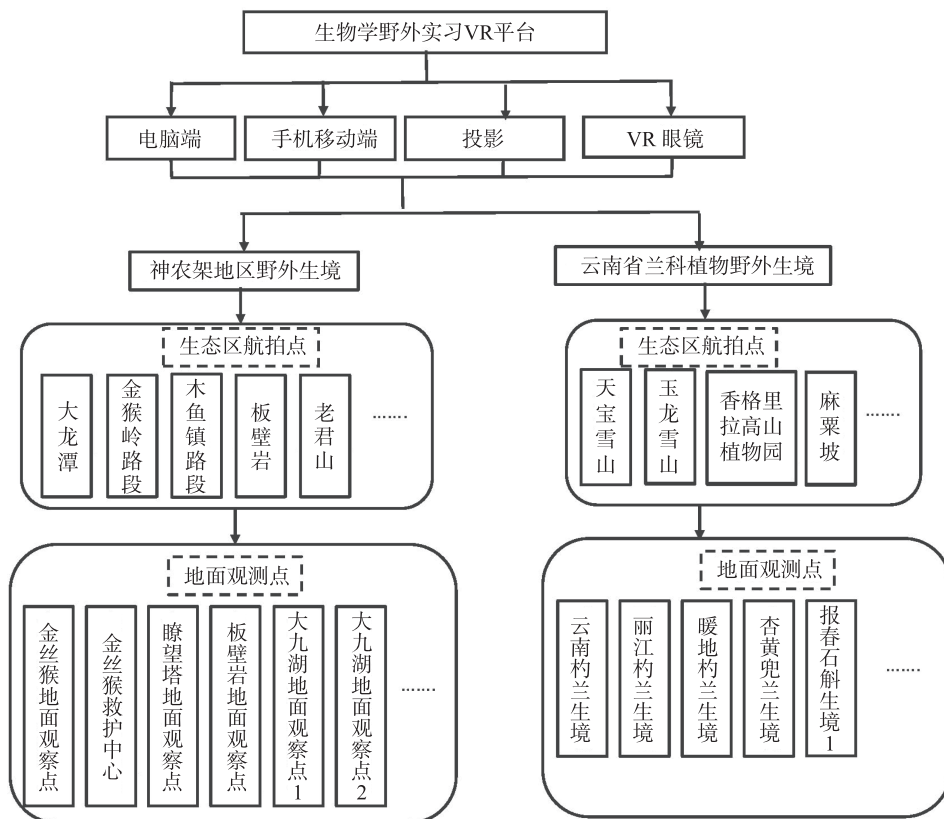 生物学野外实习VR平台
电脑端
手机移动端
投影
VR 眼镜
神农架地区野外生境
云南省兰科植物野外生境
生态区航拍点
大龙潭
金猴岭路段
木鱼镇路段
板壁岩
老君山
.......
生态区航拍点
天宝雪山
玉龙雪山
香格里
拉高山
植物园
麻粟坡
.......
地面观测点
金丝猴地面观察点
金丝猴救护中心
瞭望塔地面观察点
板壁岩地面观察点
大九湖地面观察点1
大九湖地面观察点2
.......
地面观测点
云南杓兰生境
丽江杓兰生境
暖地杓兰生境
杏黄兜兰生境
报春石斛生境1
.......